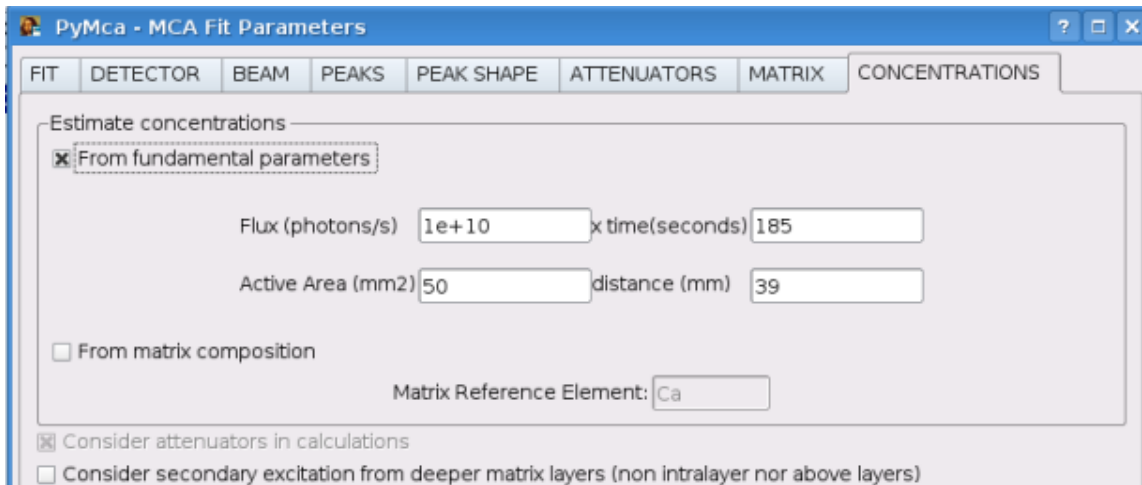 PyMca - MCA Fit Parameters
FIT DETECTOR BEAM PEAKS PEAK SHAPE ATTENUATORS MATRIX CONCENTRATIONS
Estimate concentrations
From fundamental parameters
Flux (photons/s) 1e+10 x time(seconds) 185
Active Area (mm2) 50 distance (mm) 39
From matrix composition
Matrix Reference Element: Ca
Consider attenuators in calculations
Consider secondary excitation from deeper matrix layers (non intralayer nor above layers)